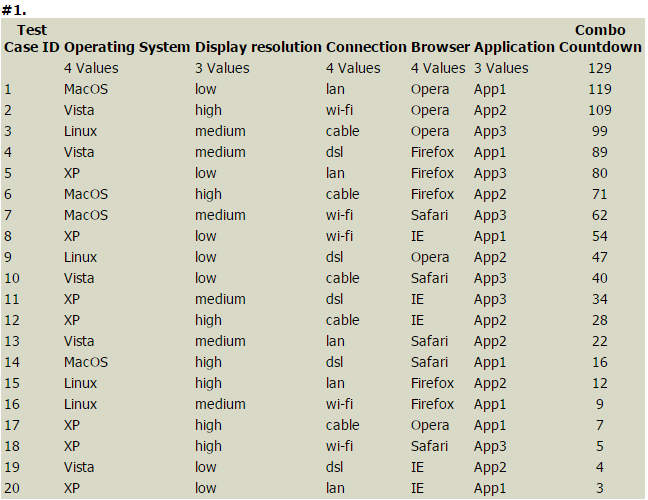 #1.
Test Combo
Case ID Operating System Display resolution Connection Browser Application Countdown
4 Values 3 Values 4 Values 4 Values 3 Values 129
1 MacOS low lan Opera App1 119
2 Vista high wi-fi Opera App2 109
3 Linux medium cable Opera App3 99
4 Vista medium dsl Firefox App1 89
5 XP low lan Firefox App3 80
6 MacOS high cable Firefox App2 71
7 MacOS medium wi-fi Safari App3 62
8 XP low wi-fi IE App1 54
9 Linux low dsl Opera App2 47
10 Vista low cable Safari App3 40
11 XP medium dsl IE App3 34
12 XP high cable IE App2 28
13 Vista medium lan Safari App2 22
14 MacOS high dsl Safari App1 16
15 Linux high lan Firefox App2 12
16 Linux medium wi-fi Firefox App1 9
17 XP high cable Opera App1 7
18 XP high wi-fi Safari App3 5
19 Vista low dsl IE App2 4
20 XP low lan IE App1 3